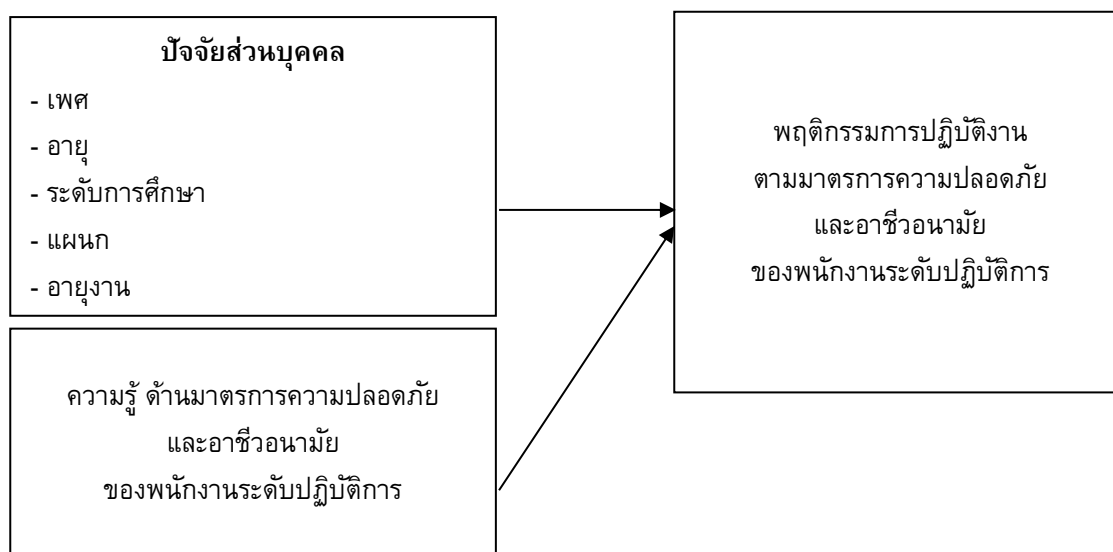 ปัจจัยส่วนบุคคล
- เพศ
- อายุ
- ระดับการศึกษา
- แผนก
- อายุงาน
ความรู้ ด้านมาตรการความปลอดภัย
และอาชีวอนามัย
ของพนักงานระดับปฏิบัติการ
พฤติกรรมการปฏิบัติงาน
ตามมาตรการความปลอดภัย
และอาชีวอนามัย
ของพนักงานระดับปฏิบัติการ